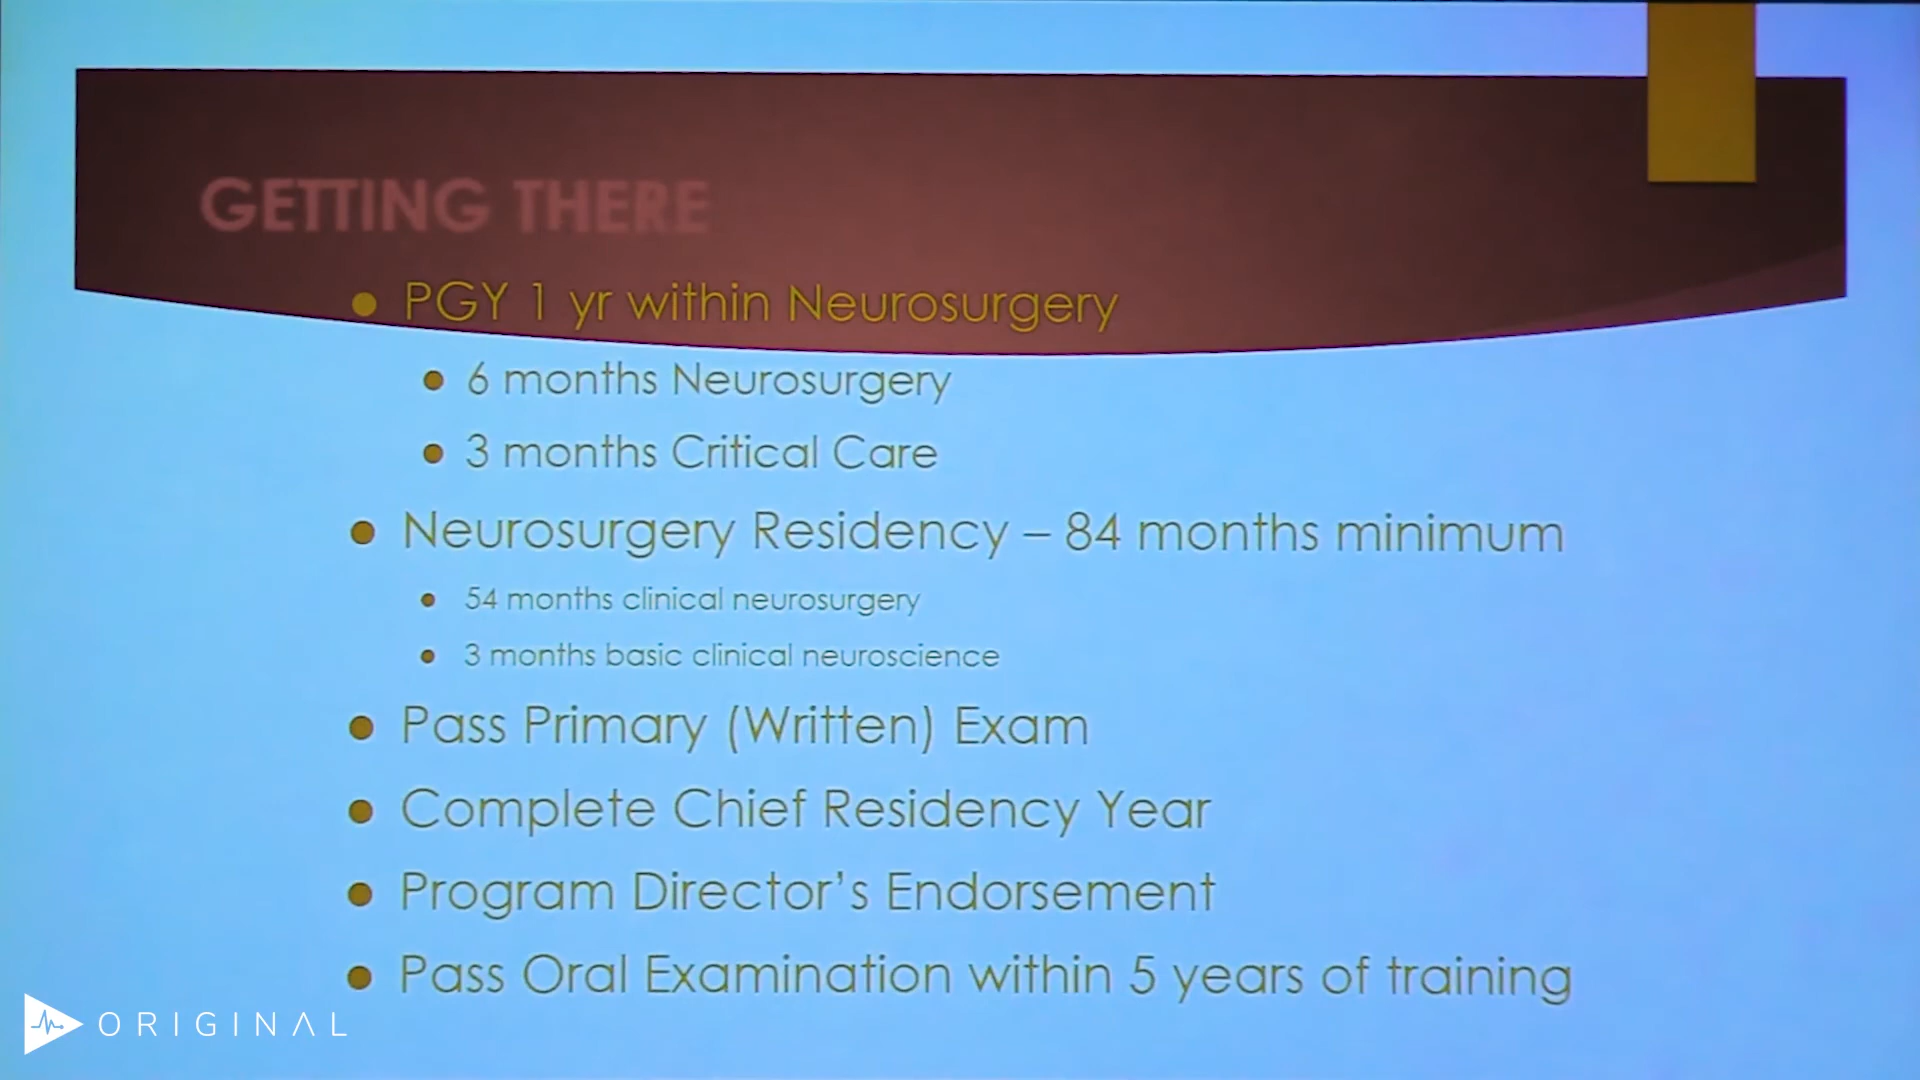 GETTING THERE
• PGY 1 yr within Neurosurgery
• 6 months Neurosurgery
• 3 months Critical Care
• Neurosurgery Residency – 84 months minimum
• 54 months clinical neurosurgery
• 3 months basic clinical neuroscience
• Pass Primary (Written) Exam
• Complete Chief Residency Year
• Program Director’s Endorsement
• Pass Oral Examination within 5 years of training
ORIGINAL